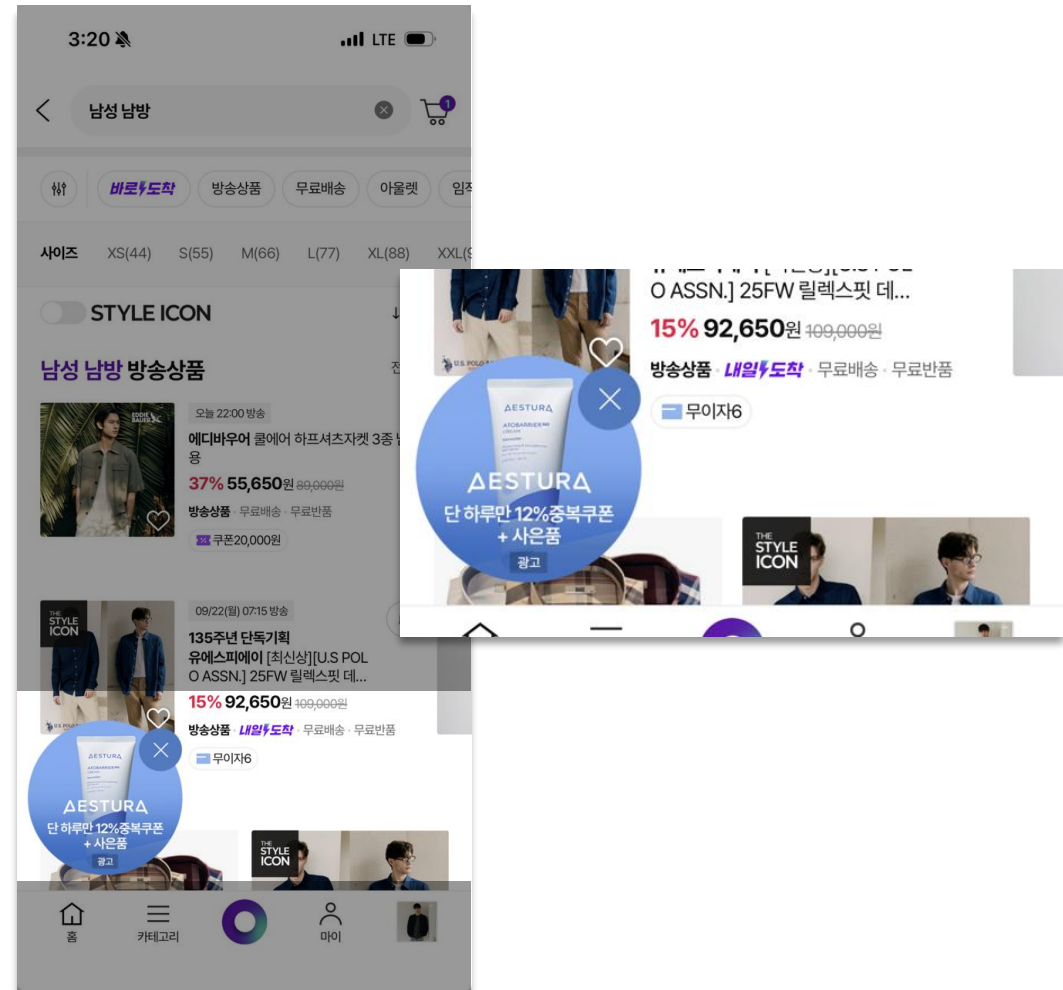 3:20
LTE
남성 남방
1
바로도착
방송상품
무료배송
아울렛
사이즈
XS(44)
S(55)
M(66)
L(77)
XL(88)
STYLE ICON
남성 남방 방송상품
EDDIE
BAUER
오늘 22:00 방송
에디바우어 쿨에어 하프셔츠자켓 3종
용
37% 55,650원 89,000원
방송상품 · 무료배송 · 무료반품
쿠폰20,000원
THE
STYLE
ICON
09/22(월) 07:15 방송
135주년 단독기획
유에스피에이 [최신상][U.S POL
O ASSN.] 25FW 릴렉스핏 데...
15% 92,650원 109,000원
방송상품 · 내일도착 · 무료배송 · 무료반품
무이자6
AESTURA
AESTURA
단 하루만 12%중복쿠폰
+ 사은품
광고
THE
STYLE
ICON
홈
카테고리
마이
O ASSN.] 25FW 릴렉스핏 데...
15% 92,650원 109,000원
방송상품 · 내일도착 · 무료배송 · 무료반품
무이자6
U.S. POLO
AESTURA
ATOBARRIER
CREAM
AESTURA
단 하루만 12%중복쿠폰
+ 사은품
광고
THE
STYLE
ICON